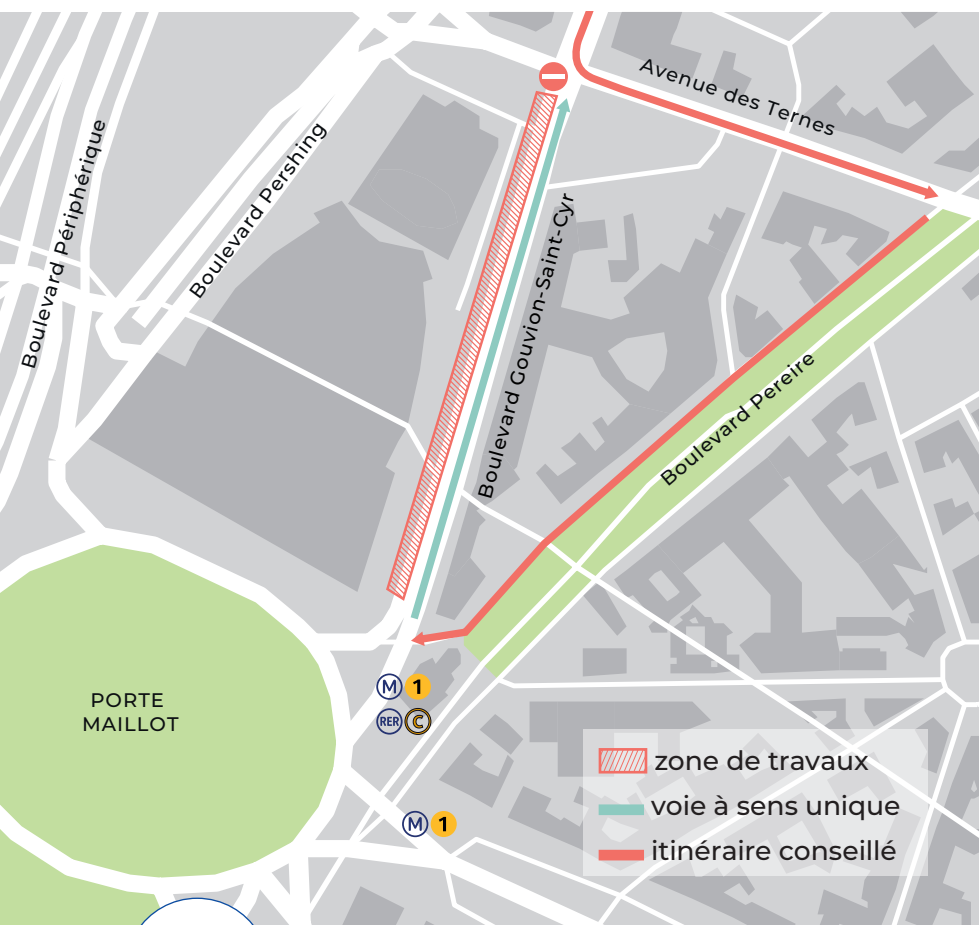 Avenue des Ternes
Boulevard Périphérique
Boulevard Pershing
Boulevard Gouvion-Saint-Cyr
Boulevard Pereire
PORTE
MAILLOT
M 1
RER C
M 1
zone de travaux
voie à sens unique
itinéraire conseillé